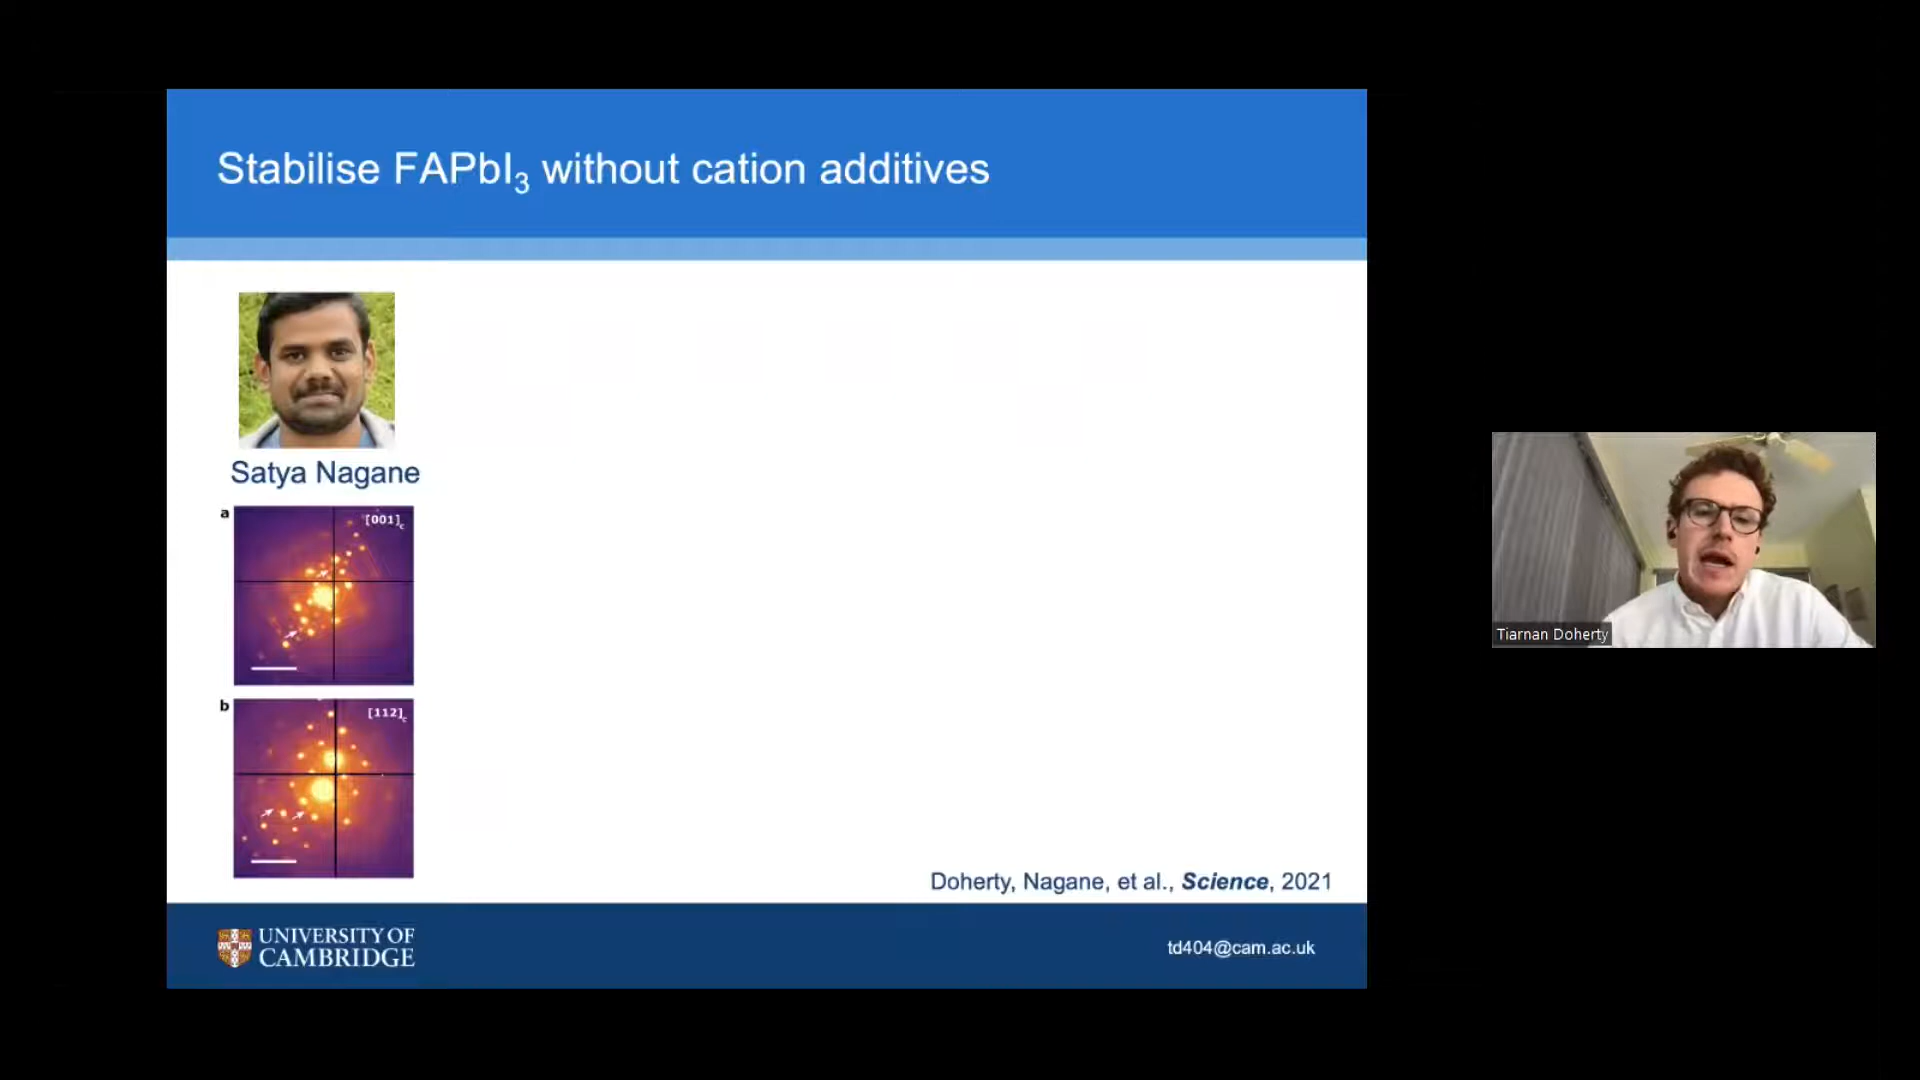 Stabilise FAPbI₃ without cation additives
Satya Nagane
a
[001]c
b
[112]c
Doherty, Nagane, et al., Science, 2021
UNIVERSITY OF
CAMBRIDGE
td404@cam.ac.uk
Tiarnan Doherty